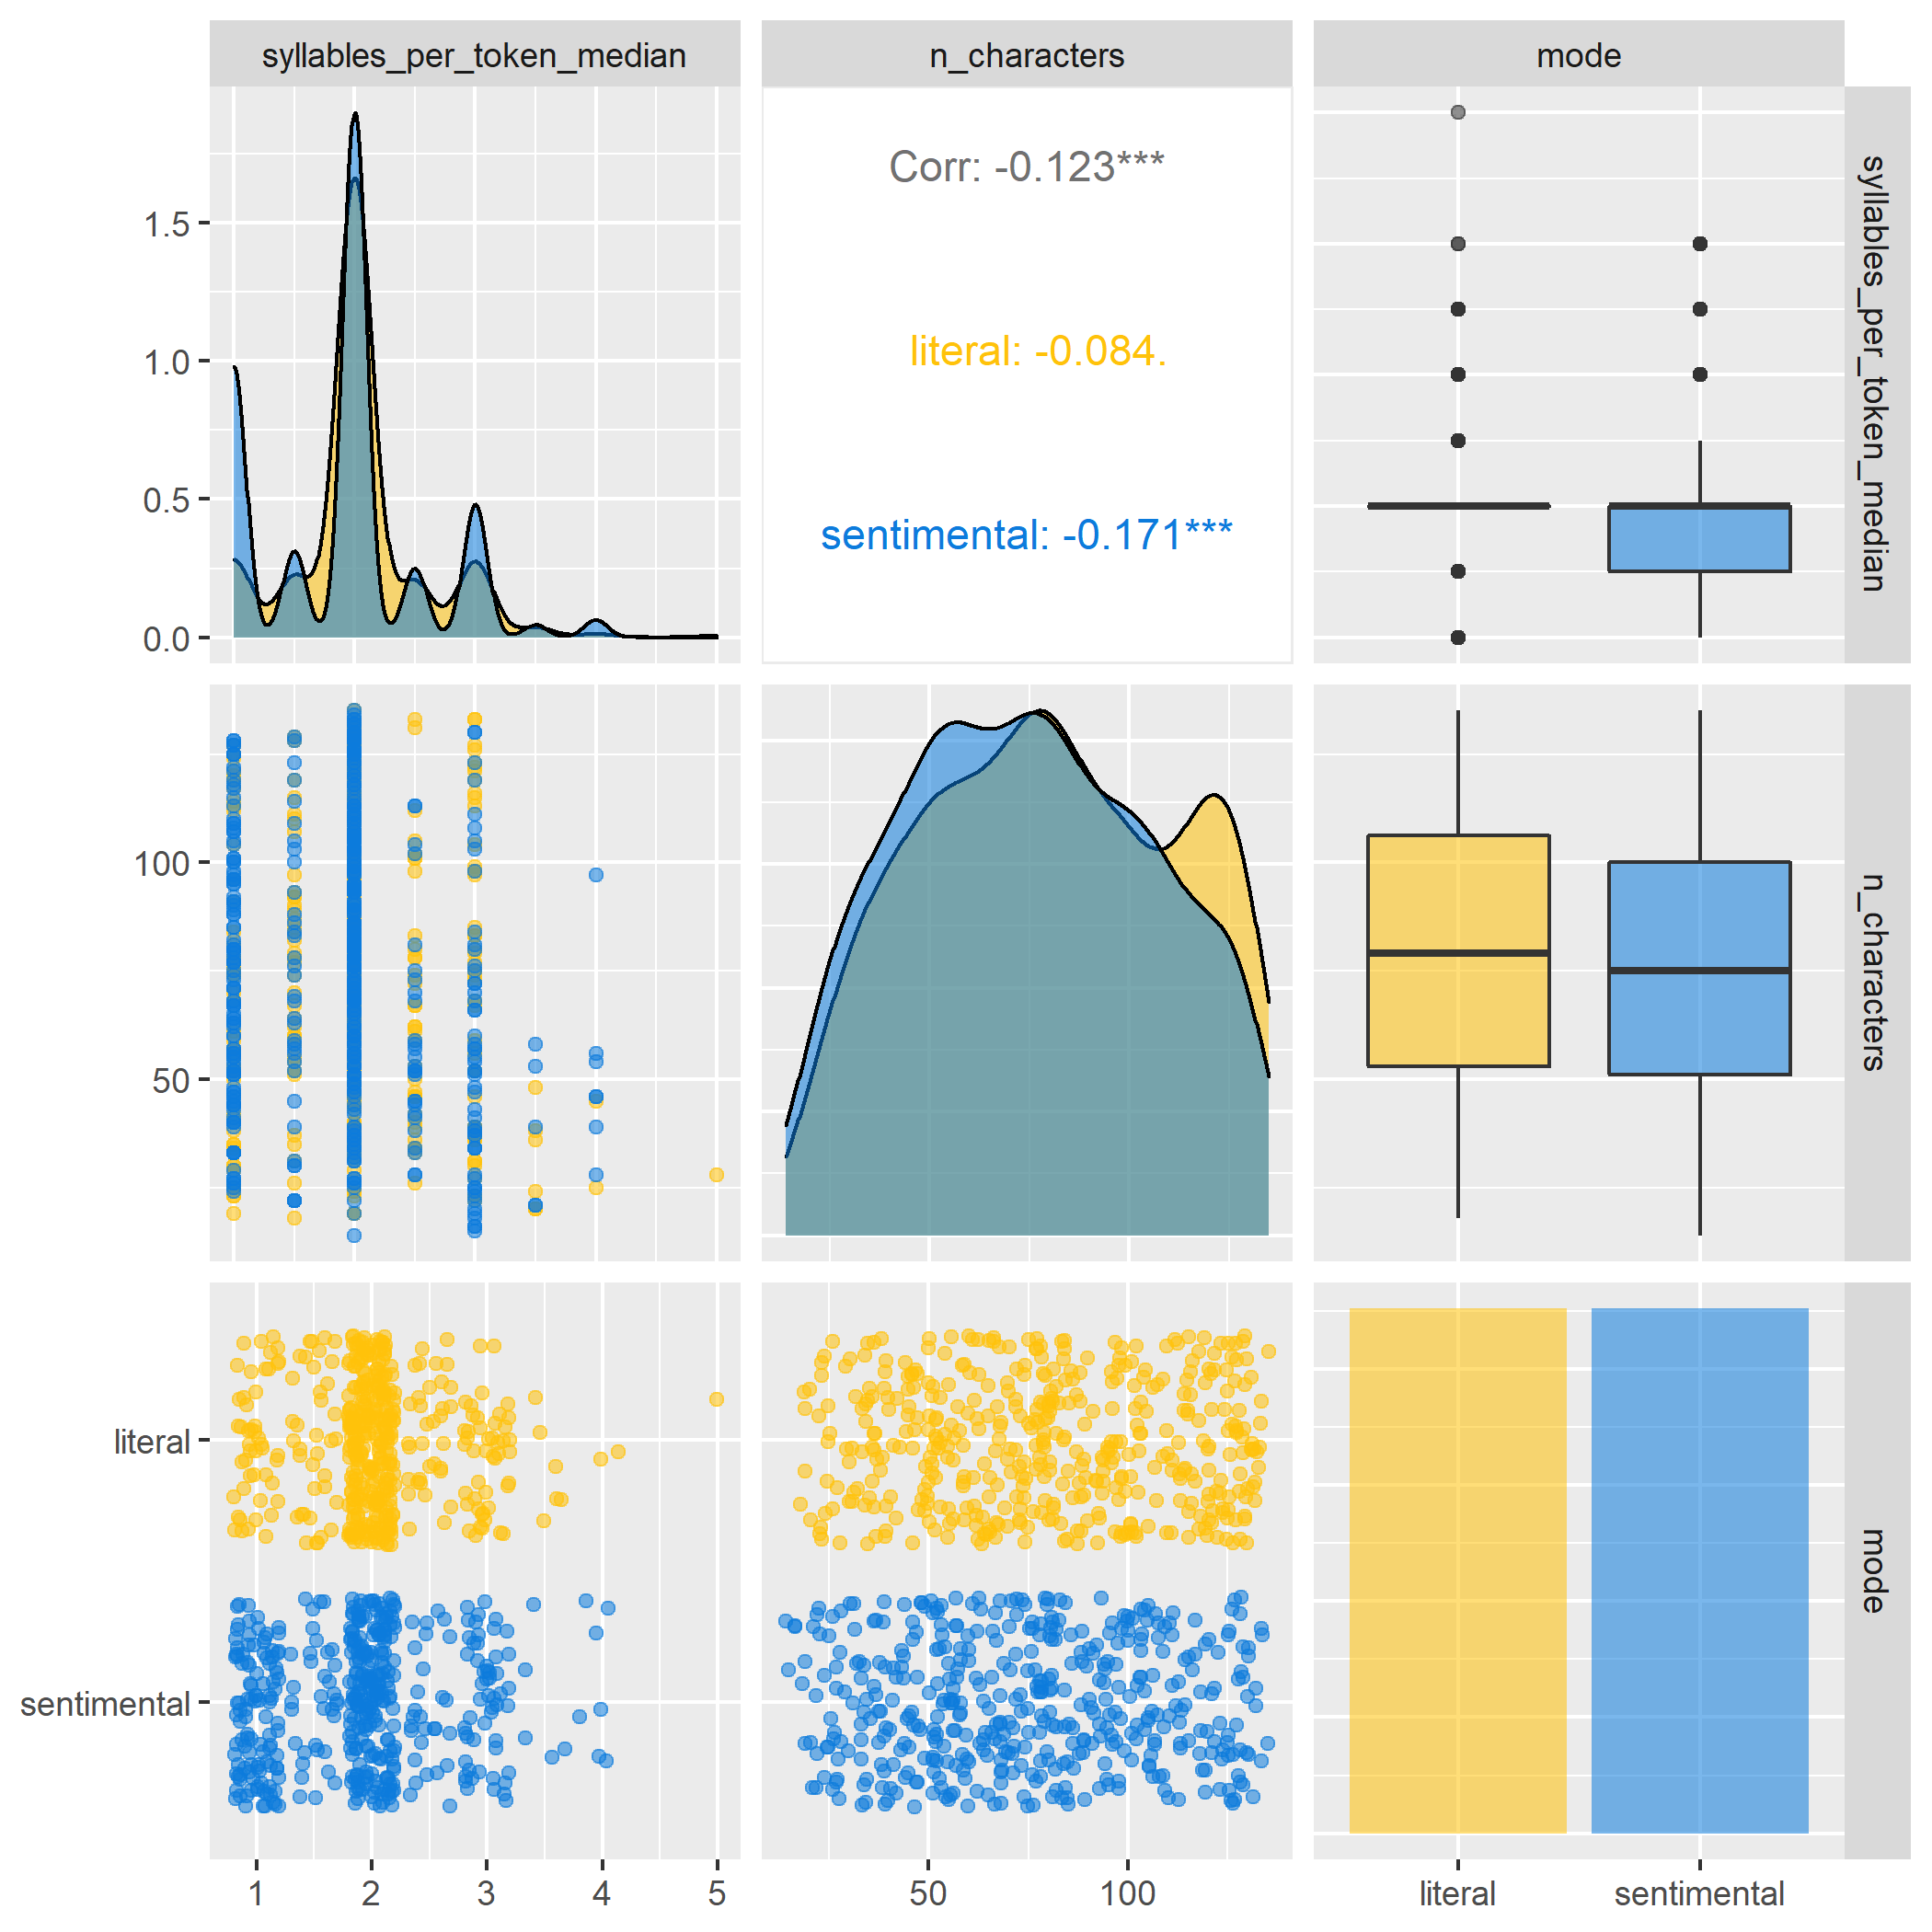 syllables_per_token_median
n_characters
mode
1.5
1.0
0.5
0.0
Corr: -0.123***
literal: -0.084.
sentimental: -0.171***
syllables_per_token_median
100
50
n_characters
literal
sentimental
mode
1 2 3 4 5
50 100
literal sentimental